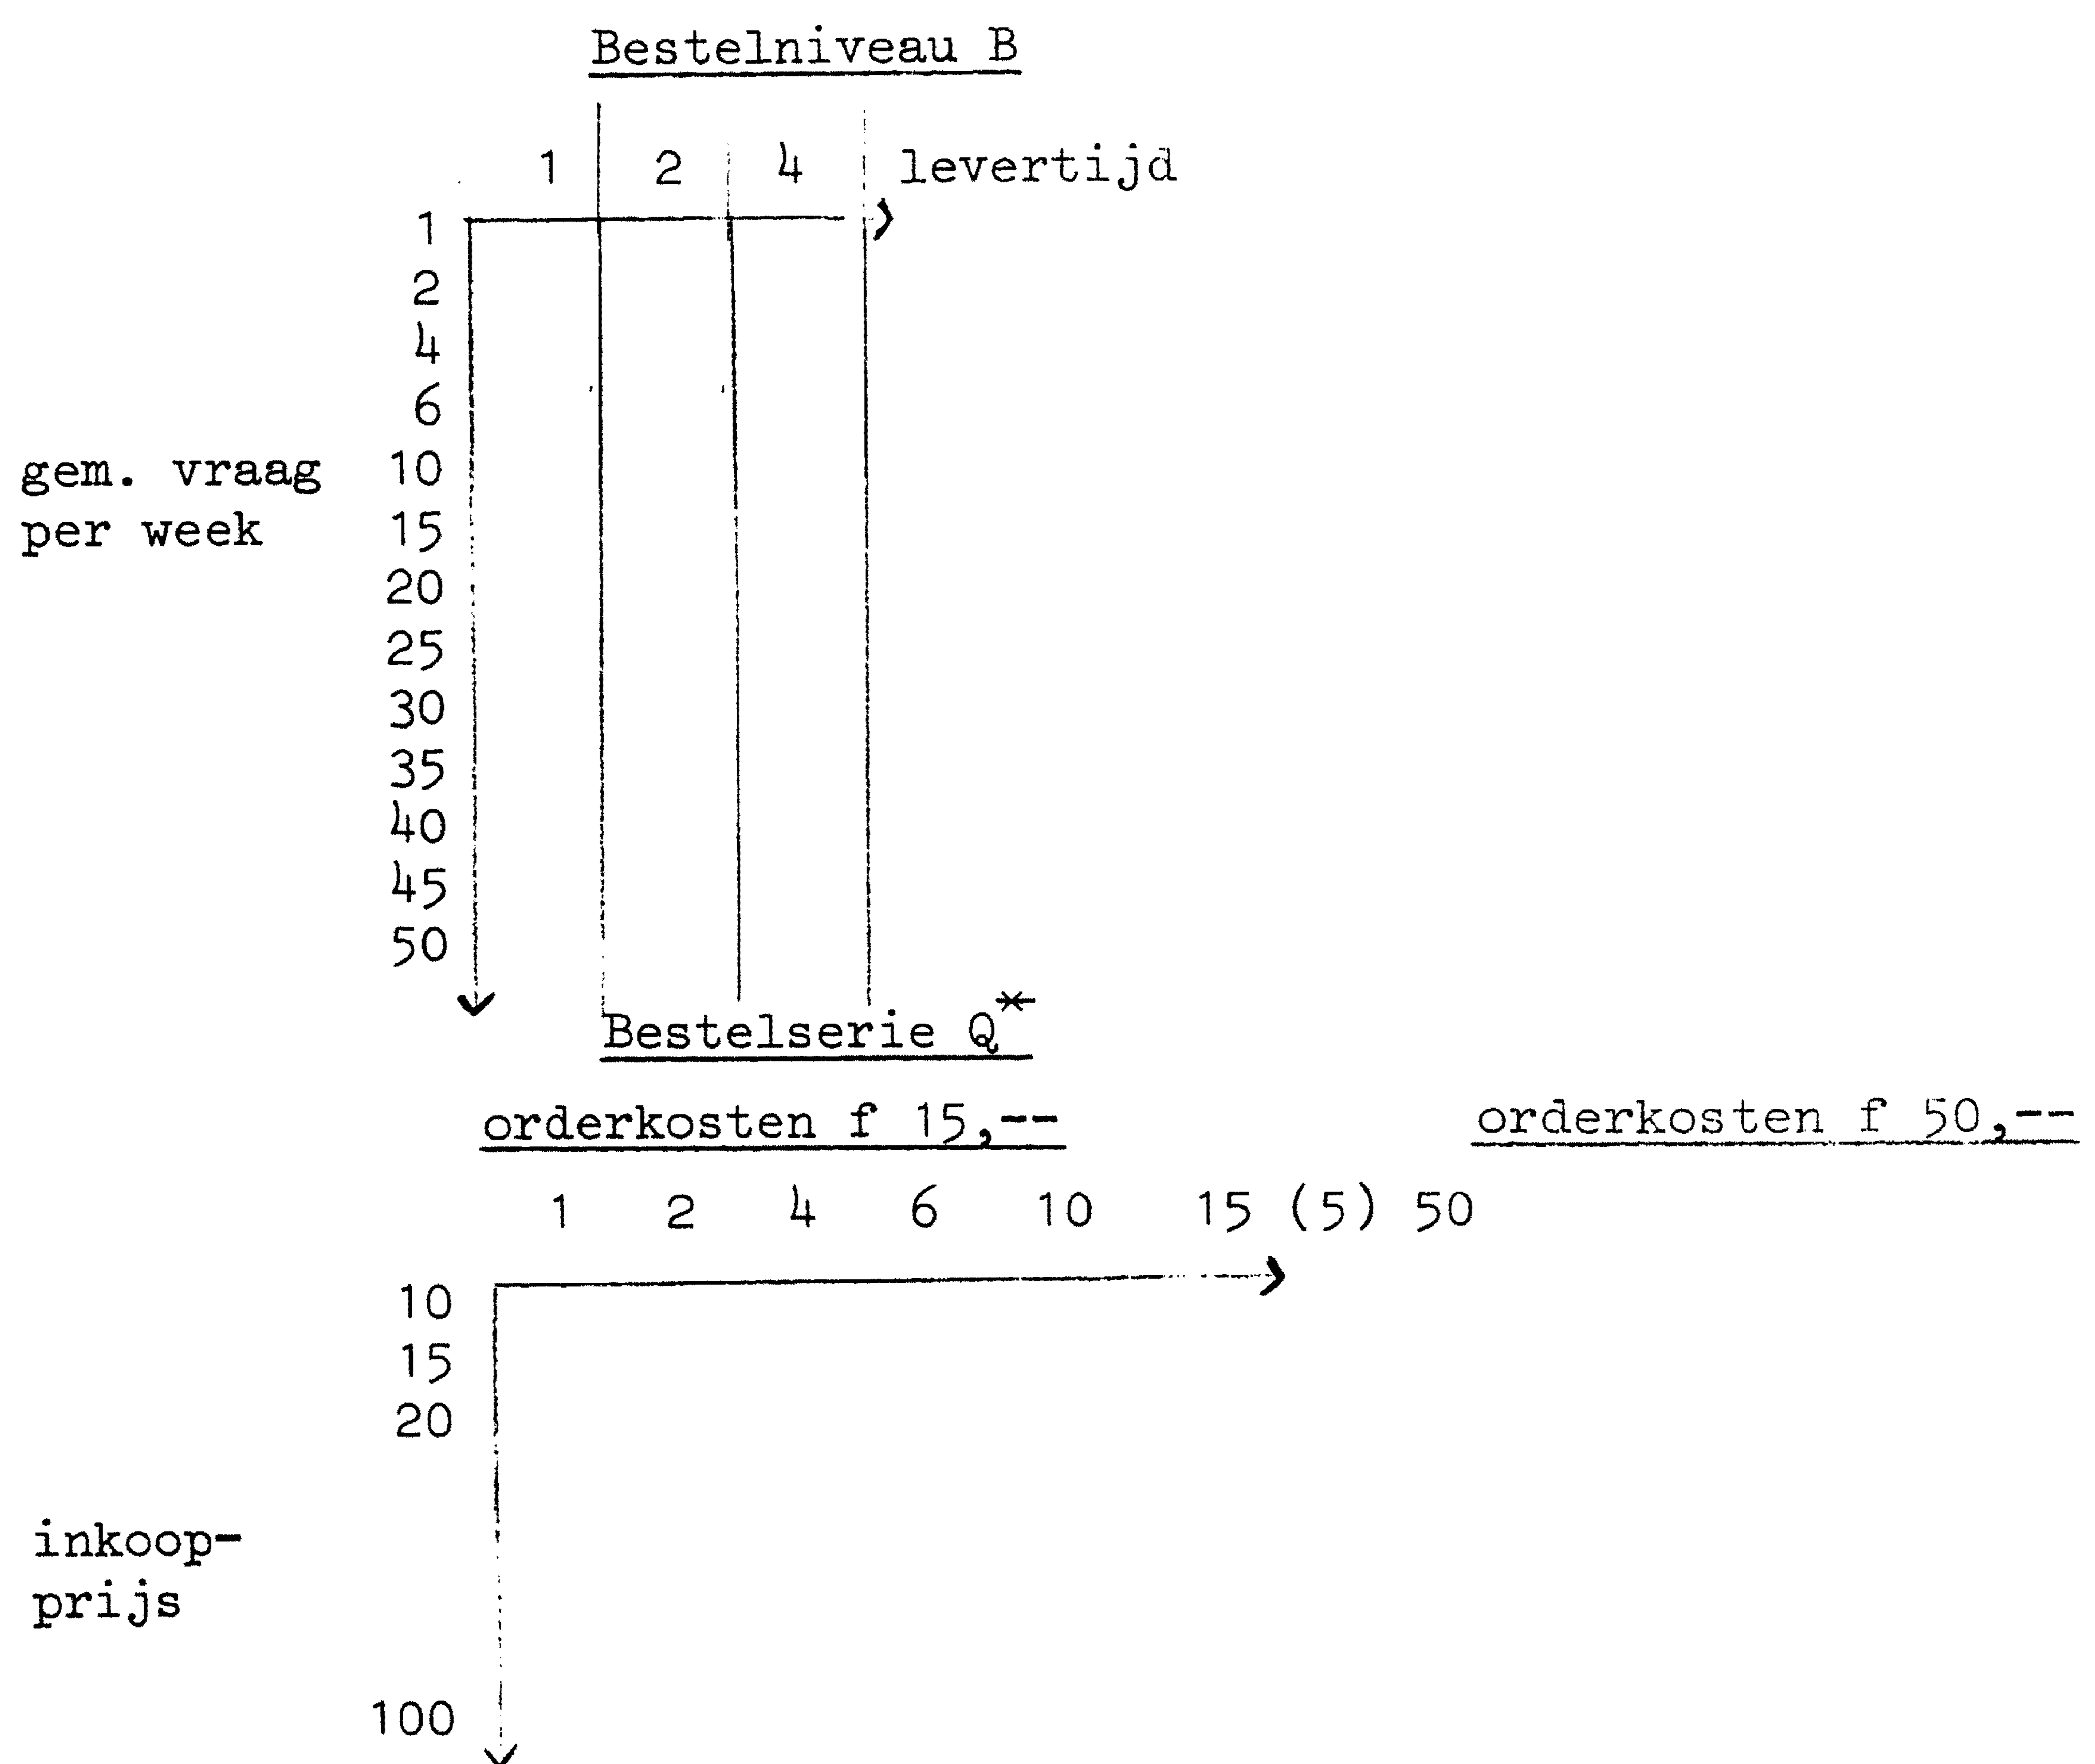 Bestelniveau B
1 2 4 levertijd
1
2
4
6
gem. vraag 10
per week 15
20
25
30
35
40
45
50
Bestelserie Q*
orderkosten f 15,-- orderkosten f 50,--
1 2 4 6 10 15 (5) 50
10
15
20
inkoop-
prijs
100